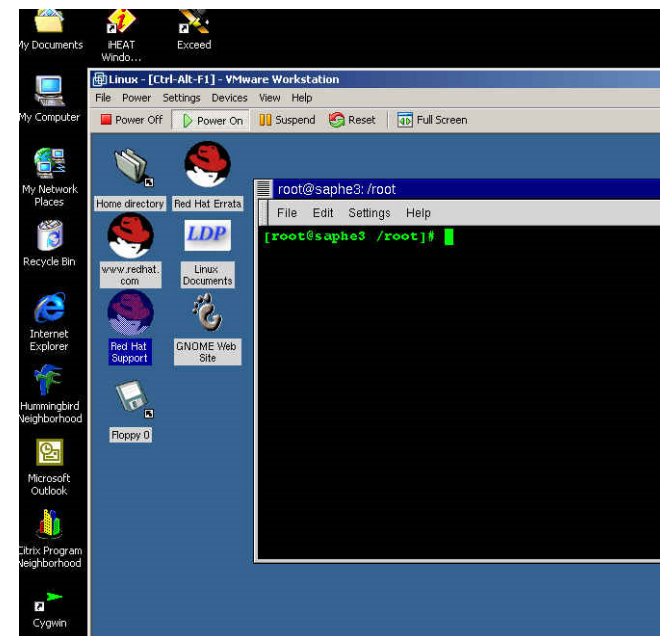 My Documents
iHEAT
Windo...
Exceed
Linux - [Ctrl-Alt-F1] - VMware Workstation
File Power Settings Devices View Help
My Computer
Power Off Power On Suspend Reset Full Screen
My Network
Places
Home directory
Red Hat Errata
root@saphe3: /root
File Edit Settings Help
[root@saphe3 /root]#
Recycle Bin
www.redhat.
com
LDP
Linux
Documents
Internet
Explorer
Red Hat
Support
GNOME Web
Site
Hummingbird
Neighborhood
Floppy 0
Microsoft
Outlook
Citrix Program
Neighborhood
Cygwin